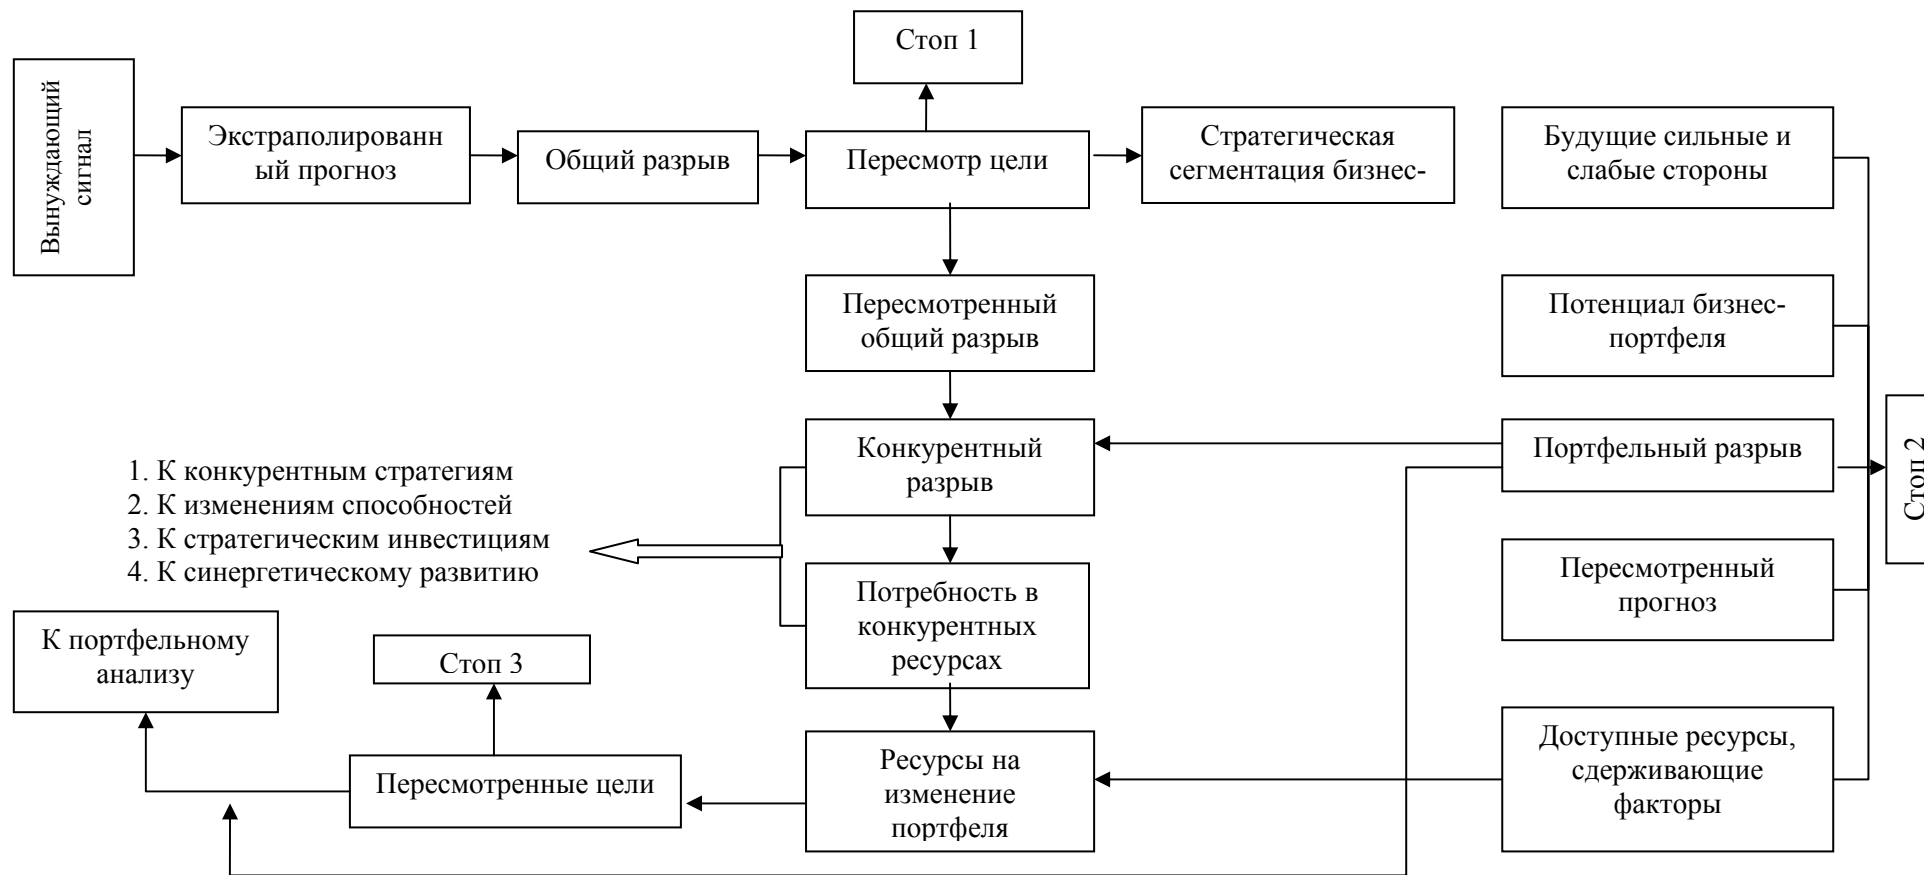 Стоп 1
Вынуждающий
сигнал
Экстраполированн
ый прогноз
Общий разрыв
Пересмотр цели
Стратегическая
сегментация бизнес-
Будущие сильные и
слабые стороны
Пересмотренный
общий разрыв
Потенциал бизнес-
портфеля
Конкурентный
разрыв
Портфельный разрыв
Стоп 2
1. К конкурентным стратегиям
2. К изменениям способностей
3. К стратегическим инвестициям
4. К синергетическому развитию
Потребность в
конкурентных
ресурсах
Пересмотренный
прогноз
К портфельному
анализу
Стоп 3
Пересмотренные цели
Ресурсы на
изменение
портфеля
Доступные ресурсы,
сдерживающие
факторы